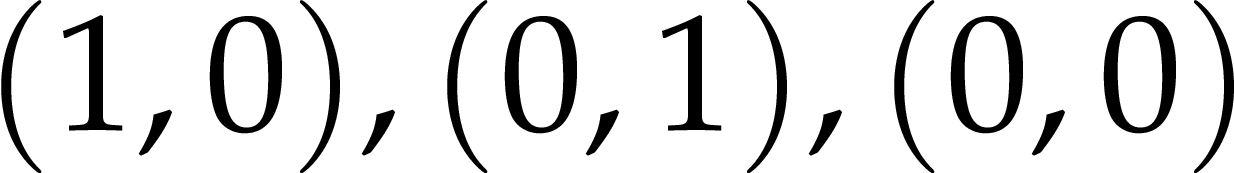 (1, 0), (0, 1), (0, 0)